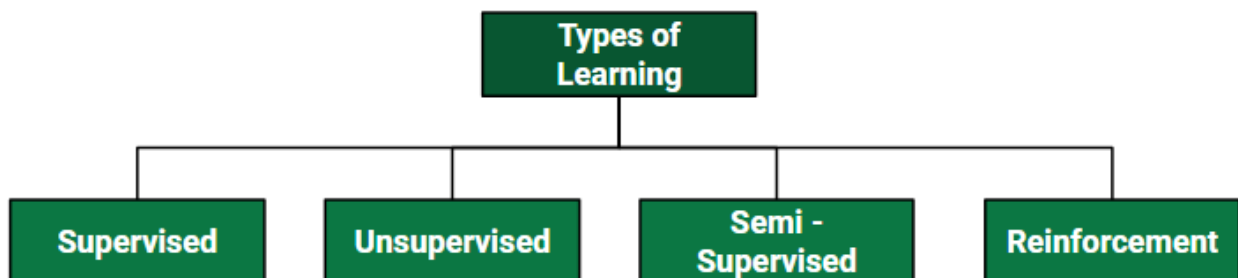 Types of
Learning
Supervised
Unsupervised
Semi -
Supervised
Reinforcement